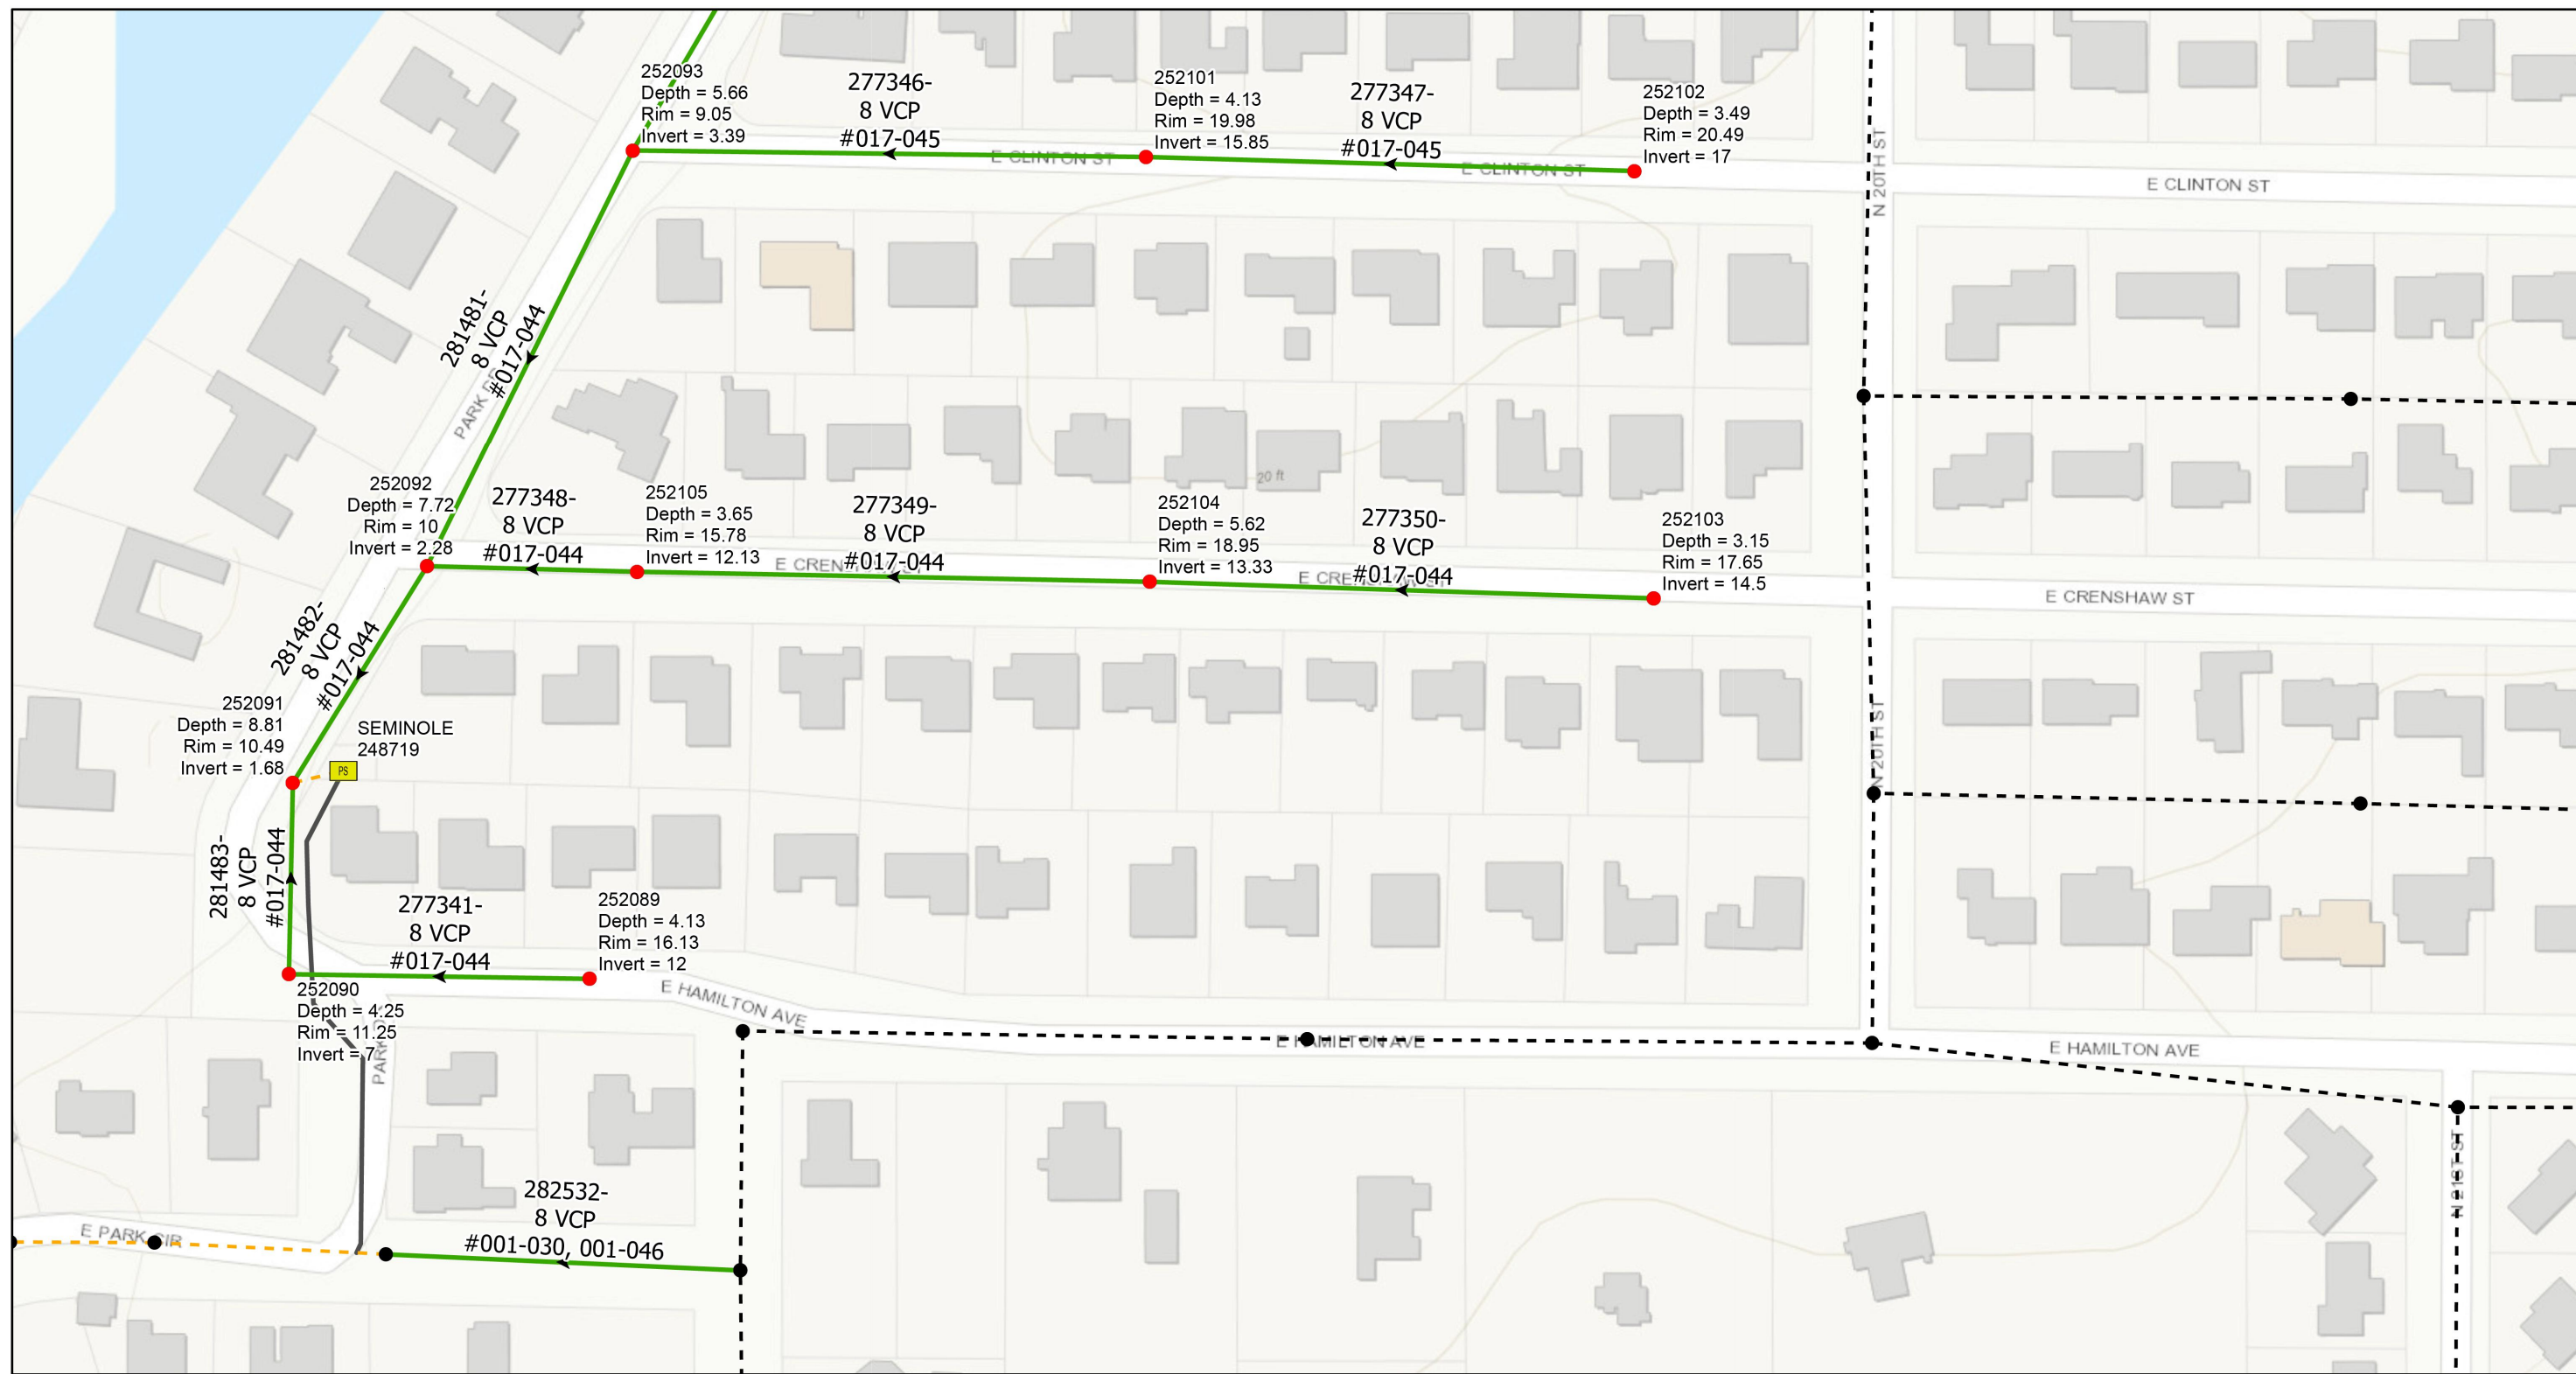 252093
Depth = 5.66
Rim = 9.05
Invert = 3.39
277346-
8 VCP
#017-045
252101
Depth = 4.13
Rim = 19.98
Invert = 15.85
277347-
8 VCP
#017-045
252102
Depth = 3.49
Rim = 20.49
Invert = 17
E CLINTON ST
E CLINTON ST
E CLINTON ST
N 20TH ST
281481-
8 VCP
#017-044
PARK
20 ft
252092
Depth = 7.72
Rim = 10
Invert = 2.28
277348-
8 VCP
#017-044
252105
Depth = 3.65
Rim = 15.78
Invert = 12.13
277349-
8 VCP
#017-044
252104
Depth = 5.62
Rim = 18.95
Invert = 13.33
277350-
8 VCP
#017-044
252103
Depth = 3.15
Rim = 17.65
Invert = 14.5
E CRENSHAW ST
E CRENSHAW ST
E CRENSHAW ST
281482-
8 VCP
#017-044
252091
Depth = 8.81
Rim = 10.49
Invert = 1.68
SEMINOLE
248719
PS
N 20TH ST
281483-
8 VCP
#017-044
277341-
8 VCP
#017-044
252089
Depth = 4.13
Rim = 16.13
Invert = 12
252090
Depth = 4.25
Rim = 11.25
Invert = 7
PARK
E HAMILTON AVE
E HAMILTON AVE
E HAMILTON AVE
N 21ST ST
282532-
8 VCP
#001-030, 001-046
E PARK CIR